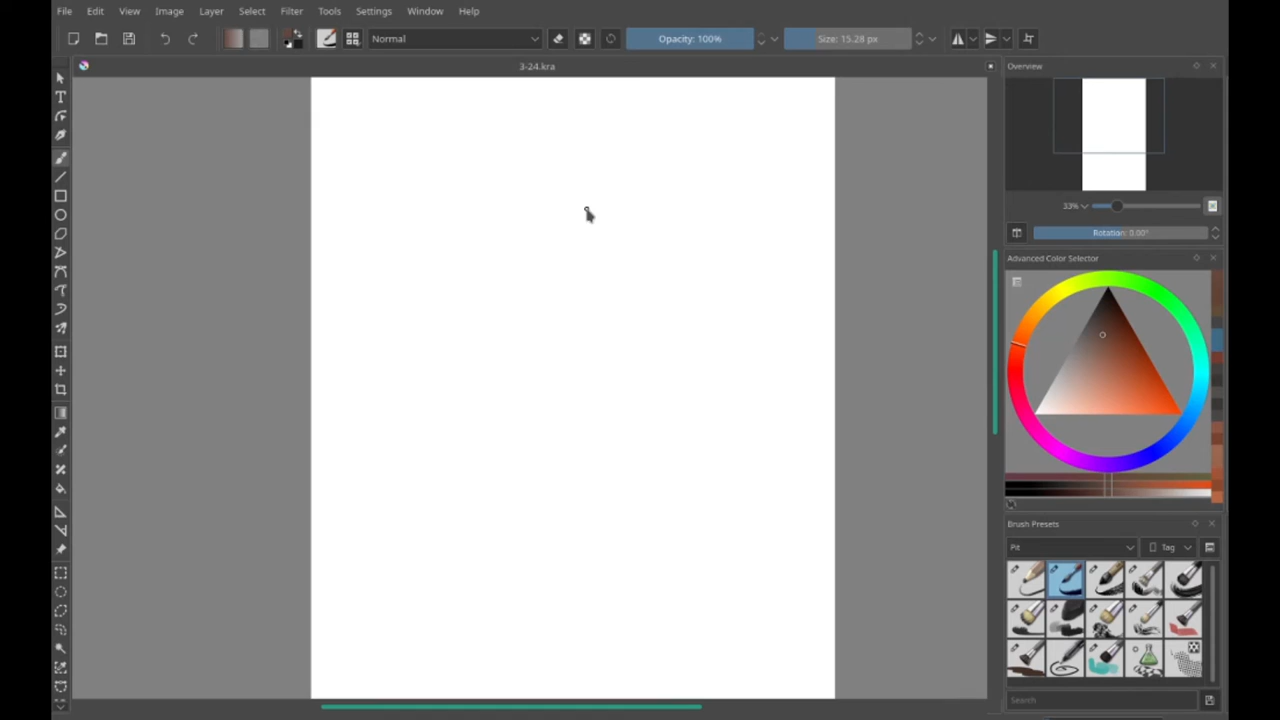 File Edit View Image Layer Select Filter Tools Settings Window Help
Normal Opacity: 100% Size: 15.28 px
3-24.kra
Overview
33%
Rotation: 0.00°
Advanced Color Selector
Brush Presets
Pit Tag
Search